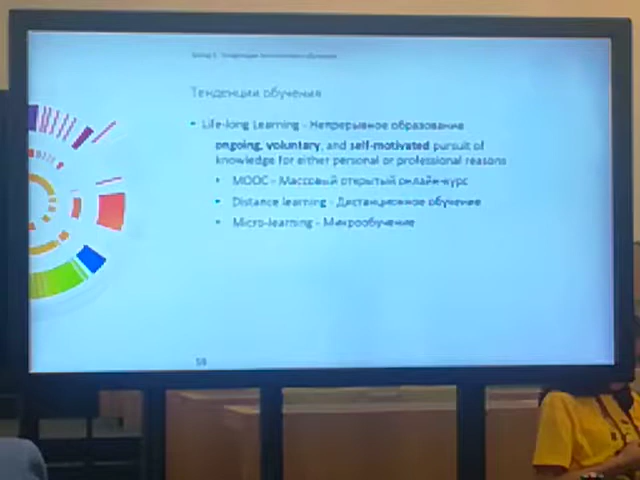 Тенденции обучения
Life-long Learning - Непрерывное образование
ongoing, voluntary, and self-motivated pursuit of
knowledge for either personal or professional reasons
MOOC - Массовый открытый онлайн-курс
Distance learning - Дистанционное обучение
Micro-learning - Микрообучение